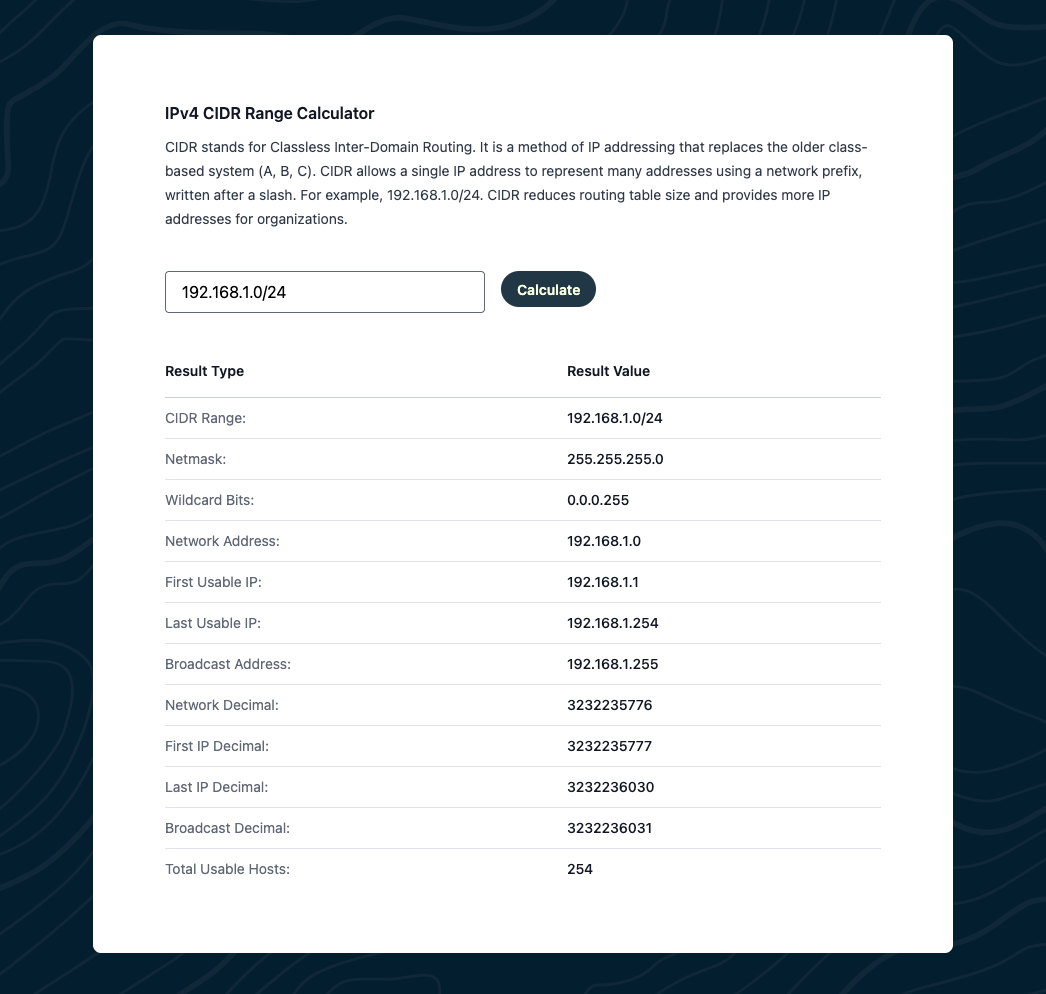 IPv4 CIDR Range Calculator
CIDR stands for Classless Inter-Domain Routing. It is a method of IP addressing that replaces the older class-
based system (A, B, C). CIDR allows a single IP address to represent many addresses using a network prefix,
written after a slash. For example, 192.168.1.0/24. CIDR reduces routing table size and provides more IP
addresses for organizations.
192.168.1.0/24 Calculate
Result Type Result Value
CIDR Range: 192.168.1.0/24
Netmask: 255.255.255.0
Wildcard Bits: 0.0.0.255
Network Address: 192.168.1.0
First Usable IP: 192.168.1.1
Last Usable IP: 192.168.1.254
Broadcast Address: 192.168.1.255
Network Decimal: 3232235776
First IP Decimal: 3232235777
Last IP Decimal: 3232236030
Broadcast Decimal: 3232236031
Total Usable Hosts: 254